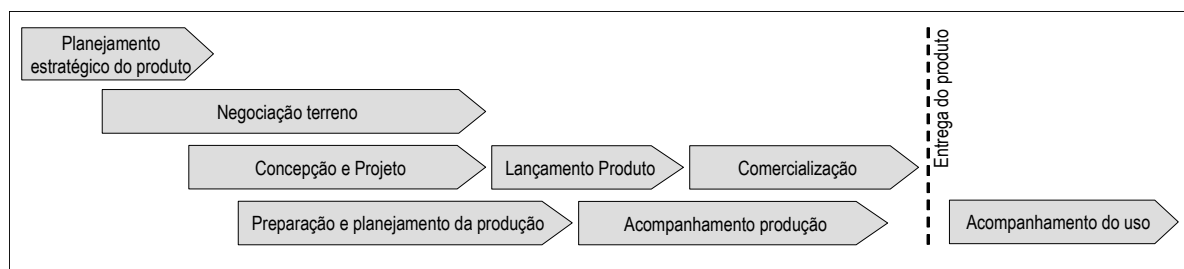 Planejamento
estratégico do produto
Negociação terreno
Concepção e Projeto
Lançamento Produto
Comercialização
Preparação e planejamento da produção
Acompanhamento produção
Entrega do produto
Acompanhamento do uso